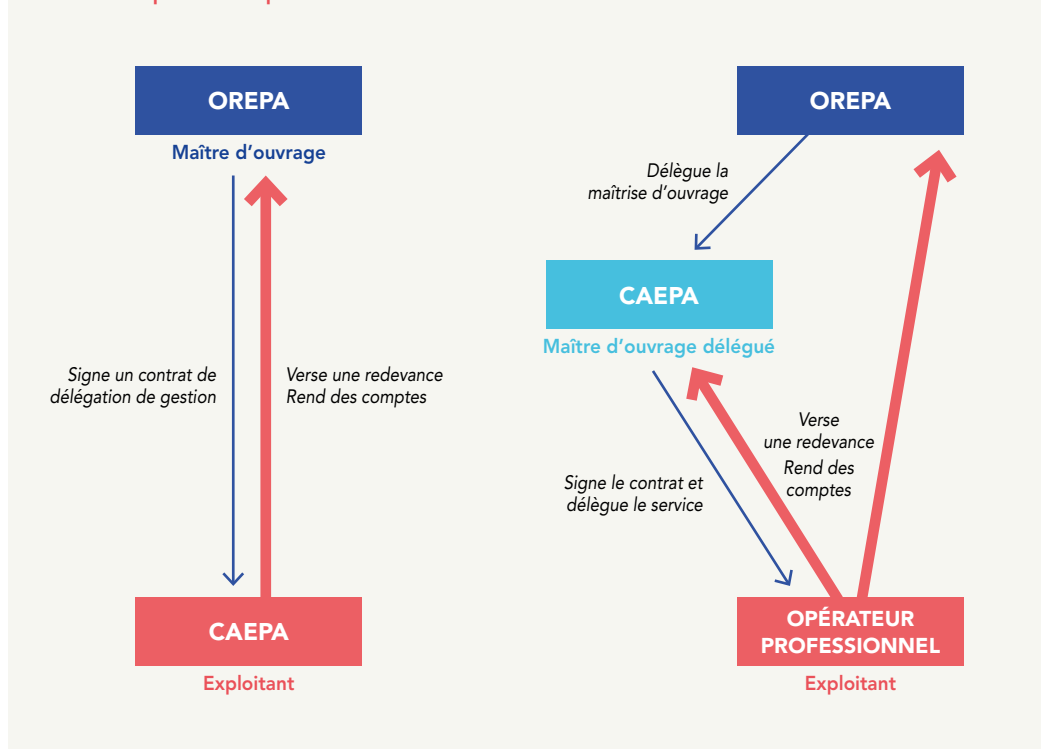 OREPA
Maître d'ouvrage
Signe un contrat de
délégation de gestion
Verse une redevance
Rend des comptes
CAEPA
Exploitant
OREPA
Délègue la
maîtrise d'ouvrage
CAEPA
Maître d'ouvrage délégué
Signe le contrat et
délègue le service
Verse
une redevance
Rend des
comptes
OPÉRATEUR
PROFESSIONNEL
Exploitant